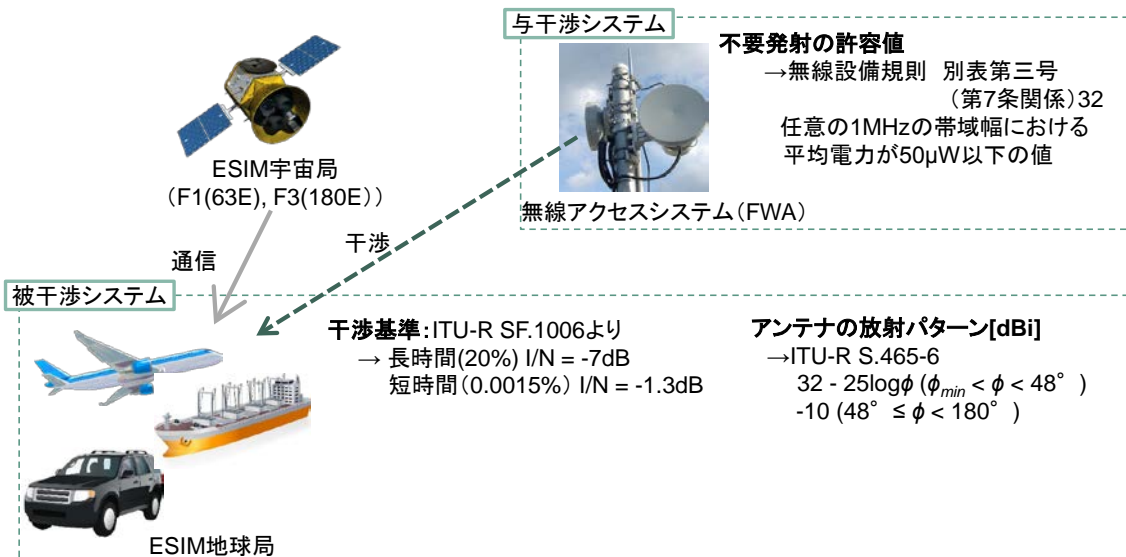 与干渉システム
不要発射の許容値
→無線設備規則 別表第三号
(第7条関係)32
任意の1MHzの帯域幅における
平均電力が50μW以下の値
無線アクセスシステム(FWA)
ESIM宇宙局
(F1(63E), F3(180E))
通信
干渉
被干渉システム
干渉基準:ITU-R SF.1006より
→ 長時間(20%) I/N = -7dB
短時間(0.0015%) I/N = -1.3dB
アンテナの放射パターン[dBi]
→ITU-R S.465-6
32 - 25logϕ (ϕmin < ϕ < 48°)
-10 (48° ≤ ϕ < 180°)
ESIM地球局